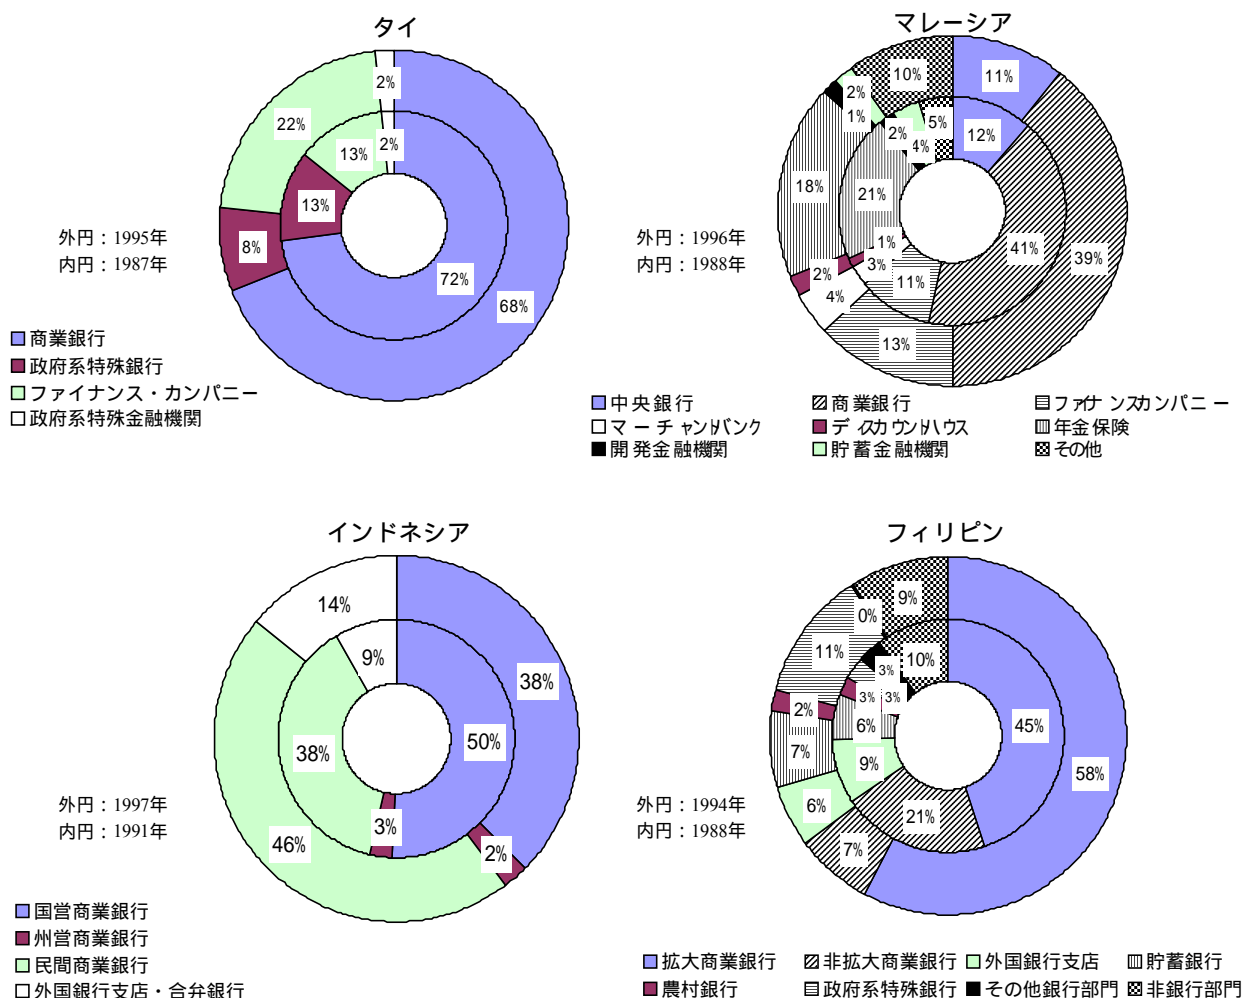 タイ
2%
22%
2%
13%
13%
8%
72%
68%
外円：1995年
内円：1987年
商業銀行
政府系特殊銀行
ファイナンス・カンパニー
政府系特殊金融機関
マレーシア
10%
11%
2%
1%
5%
2%
4%
12%
18%
21%
1%
3%
41%
39%
2%
4%
11%
13%
外円：1996年
内円：1988年
中央銀行
商業銀行
ファイナンスカンパニー
マーチャントバンク
ディスカウントハウス
年金保険
開発金融機関
貯蓄金融機関
その他
インドネシア
14%
9%
38%
50%
38%
3%
46%
2%
外円：1997年
内円：1991年
国営商業銀行
州営商業銀行
民間商業銀行
外国銀行支店・合弁銀行
フィリピン
9%
0%
11%
10%
3%
3%
3%
2%
6%
45%
7%
9%
58%
6%
21%
7%
外円：1994年
内円：1988年
拡大商業銀行
非拡大商業銀行
外国銀行支店
貯蓄銀行
農村銀行
政府系特殊銀行
その他銀行部門
非銀行部門